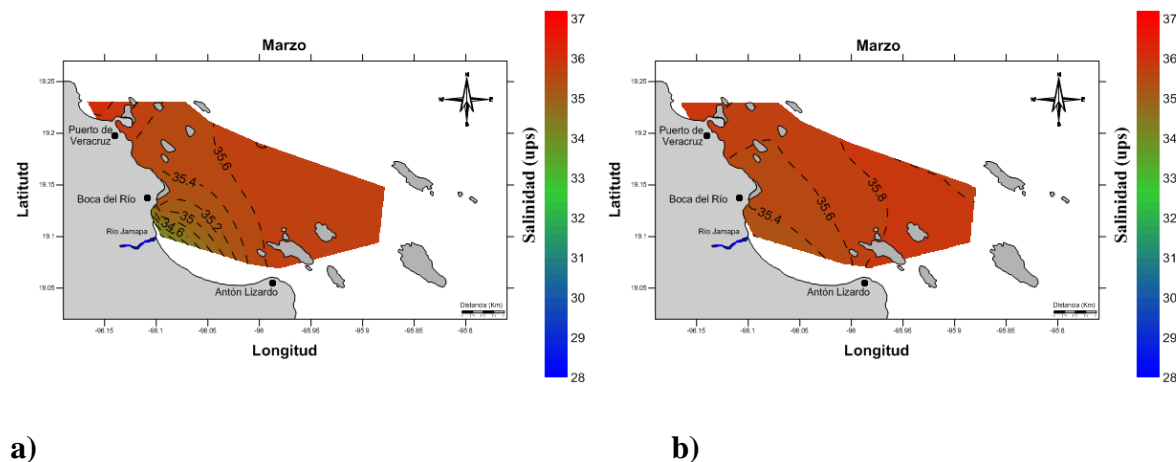 Marzo
19.25
19.2
19.15
19.1
19.05
Latitutd
Puerto de
Veracruz
Boca del Río
Río Jamapa
Antón Lizardo
35.6
35.4
35.2
35
34.6
N
E
S
Distancia (Km)
-96.15
-96.1
-96.05
-96
-95.95
-95.9
-95.85
-95.8
Longitud
37
36
35
34
33
32
31
30
29
28
Salinidad (ups)
a)
Marzo
19.25
19.2
19.15
19.1
19.05
Latitutd
Puerto de
Veracruz
Boca del Río
Río Jamapa
Antón Lizardo
35.8
35.6
35.4
N
E
S
Distancia (Km)
-96.15
-96.1
-96.05
-96
-95.95
-95.9
-95.85
-95.8
Longitud
37
36
35
34
33
32
31
30
29
28
Salinidad (ups)
b)